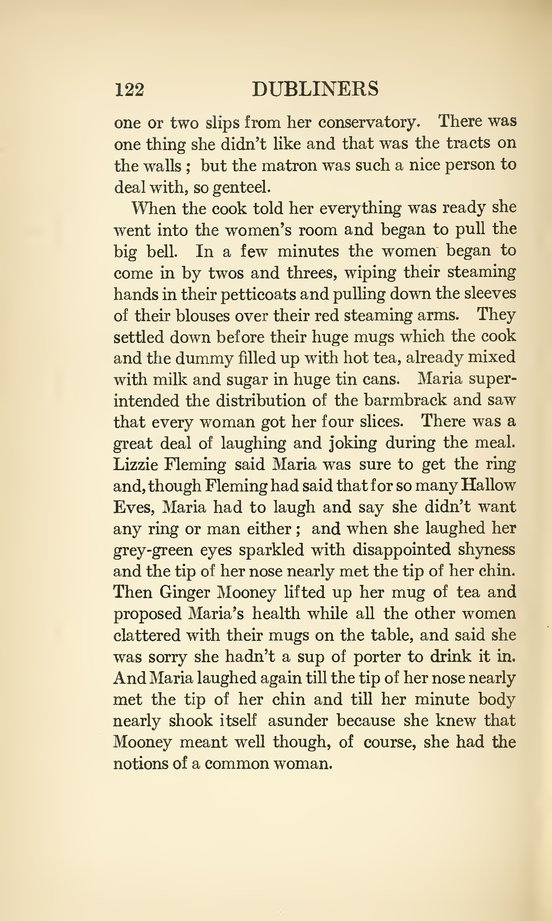 122 DUBLINERS
one or two slips from her conservatory. There was
one thing she didn't like and that was the tracts on
the walls ; but the matron was such a nice person to
deal with, so genteel.
When the cook told her everything was ready she
went into the women's room and began to pull the
big bell. In a few minutes the women began to
come in by twos and threes, wiping their steaming
hands in their petticoats and pulling down the sleeves
of their blouses over their red steaming arms. They
settled down before their huge mugs which the cook
and the dummy filled up with hot tea, already mixed
with milk and sugar in huge tin cans. Maria super-
intended the distribution of the barmbrack and saw
that every woman got her four slices. There was a
great deal of laughing and joking during the meal.
Lizzie Fleming said Maria was sure to get the ring
and, though Fleming had said that for so many Hallow
Eves, Maria had to laugh and say she didn't want
any ring or man either ; and when she laughed her
grey-green eyes sparkled with disappointed shyness
and the tip of her nose nearly met the tip of her chin.
Then Ginger Mooney lifted up her mug of tea and
proposed Maria's health while all the other women
clattered with their mugs on the table, and said she
was sorry she hadn't a sup of porter to drink it in.
And Maria laughed again till the tip of her nose nearly
met the tip of her chin and till her minute body
nearly shook itself asunder because she knew that
Mooney meant well though, of course, she had the
notions of a common woman.